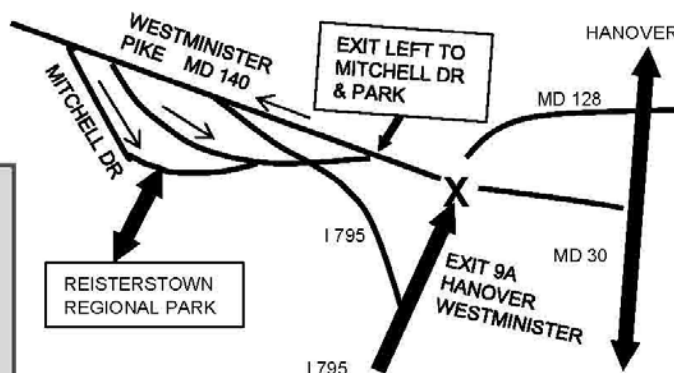 WESTMINISTER
PIKE MD 140
EXIT LEFT TO
MITCHELL DR
& PARK
HANOVER
MD 128
MITCHELL DR
I 795
MD 30
EXIT 9A
HANOVER
WESTMINISTER
REISTERSTOWN
REGIONAL PARK
X
I 795